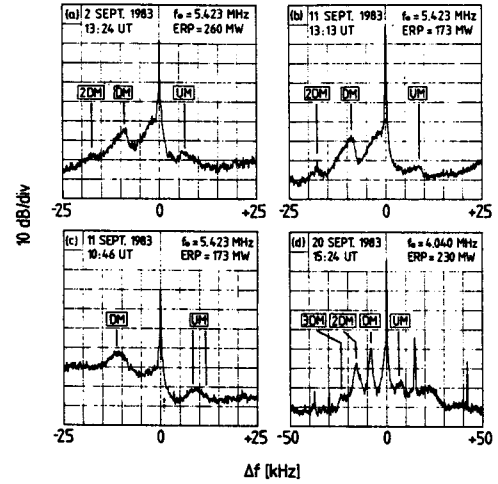 (a) 2 SEPT. 1983 fₒ = 5.423 MHz
13:24 UT ERP = 260 MW
2DM DM UM
-25 0 +25
(b) 11 SEPT. 1983 fₒ = 5.423 MHz
13:13 UT ERP = 173 MW
2DM DM UM
-25 0 +25
10 dB/div
(c) 11 SEPT. 1983 fₒ = 5.423 MHz
10:46 UT ERP = 173 MW
DM UM
-25 0 +25
(d) 20 SEPT. 1983 fₒ = 4.040 MHz
15:24 UT ERP = 230 MW
3DM 2DM DM UM
-50 0 +50
Δf [kHz]